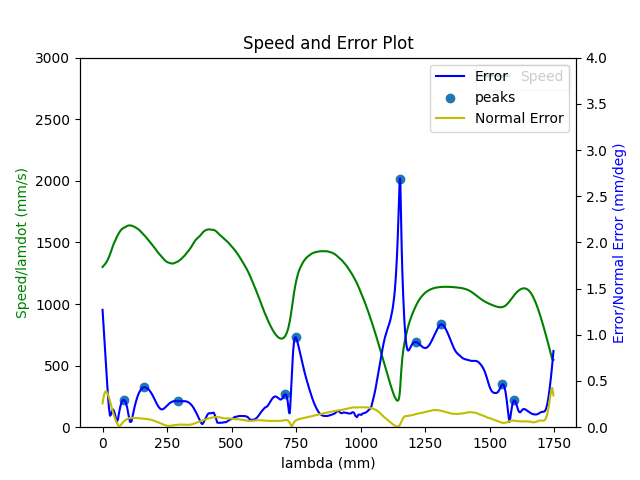 Speed and Error Plot
3000
2500
2000
1500
1000
500
0
Speed/lamdot (mm/s)
4.0
3.5
3.0
2.5
2.0
1.5
1.0
0.5
0.0
Error/Normal Error (mm/deg)
Error
Speed
peaks
Normal Error
0 250 500 750 1000 1250 1500 1750
lambda (mm)